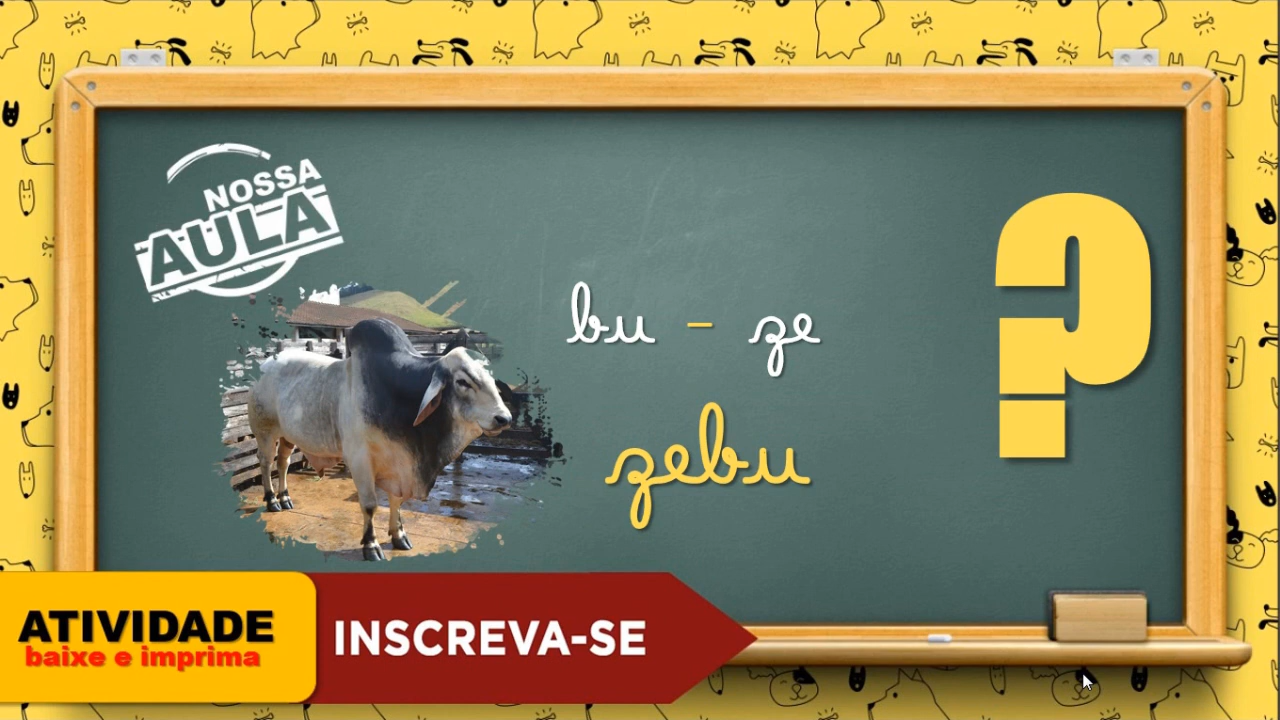 NOSSA
AULA
bu - ze
zebu
?
ATIVIDADE
baixe e imprima
INSCREVA-SE